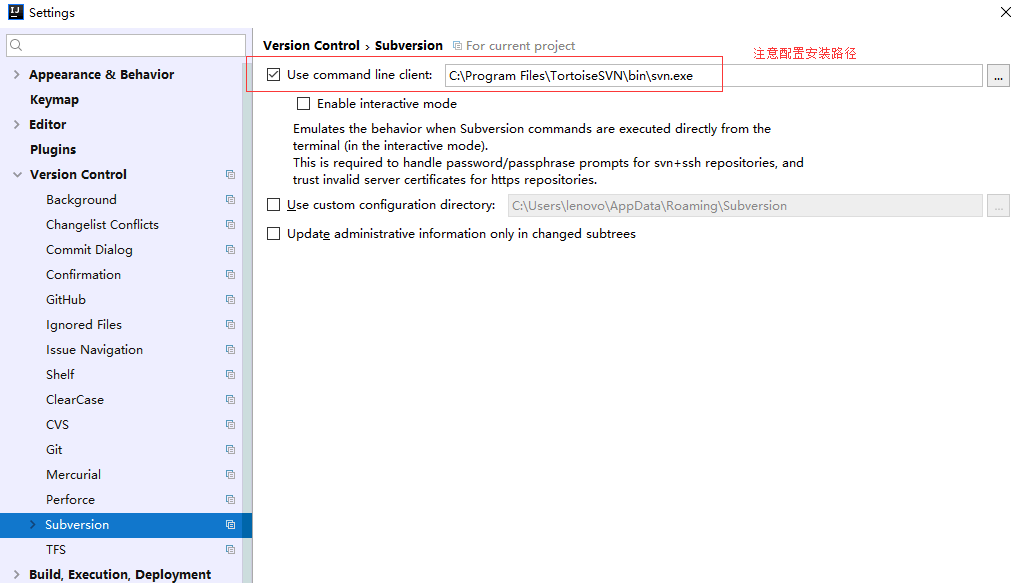 Settings
Version Control › Subversion For current project
注意配置安装路径
Appearance & Behavior
Keymap
Editor
Plugins
Version Control
Background
Changelist Conflicts
Commit Dialog
Confirmation
GitHub
Ignored Files
Issue Navigation
Shelf
ClearCase
CVS
Git
Mercurial
Perforce
Subversion
TFS
Build, Execution, Deployment
Use command line client: C:\Program Files\TortoiseSVN\bin\svn.exe ...
Enable interactive mode
Emulates the behavior when Subversion commands are executed directly from the
terminal (in the interactive mode).
This is required to handle password/passphrase prompts for svn+ssh repositories, and
trust invalid server certificates for https repositories.
Use custom configuration directory: C:\Users\lenovo\AppData\Roaming\Subversion ...
Update administrative information only in changed subtrees